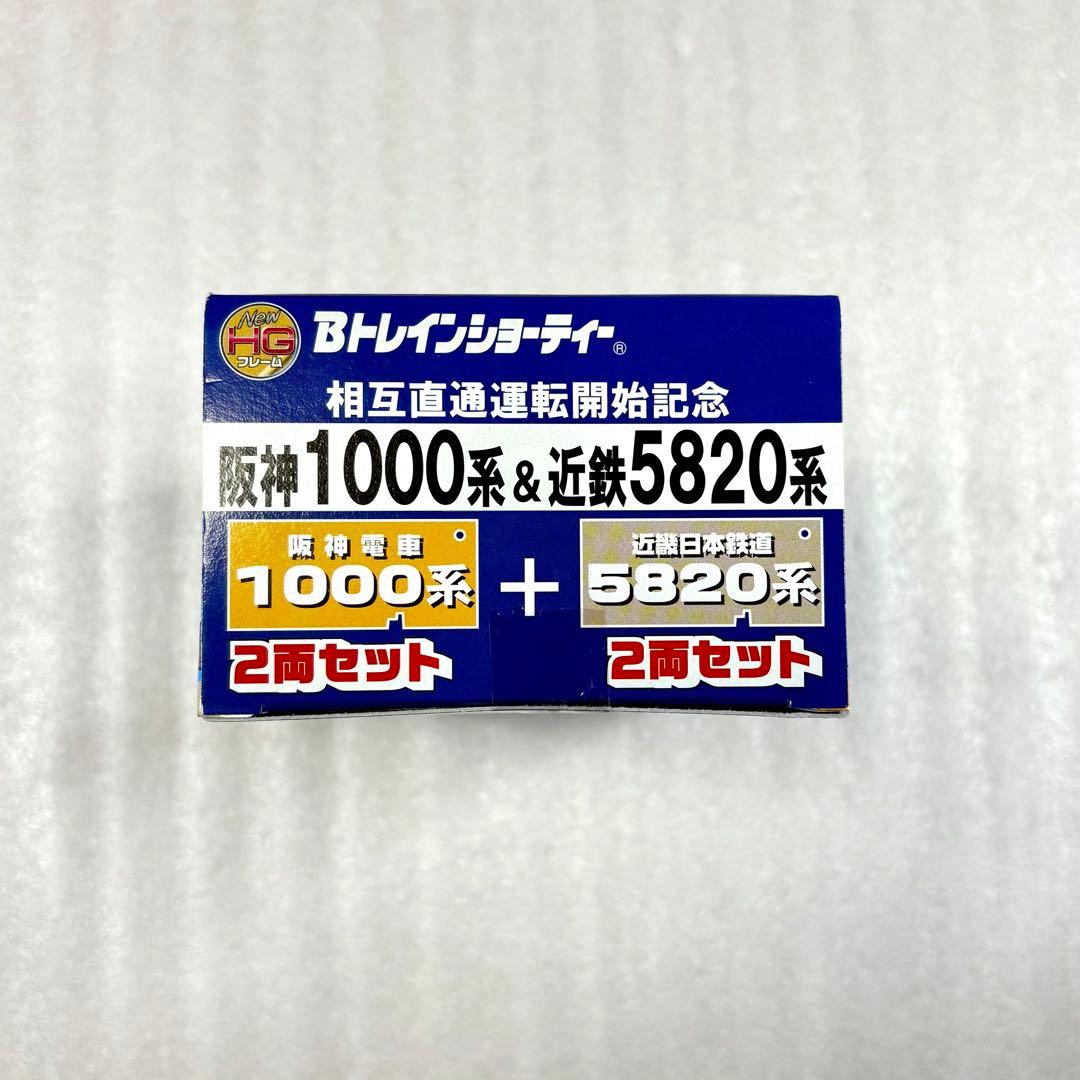 New
HG
フレーム
Bトレインショーティー®
相互直通運転開始記念
阪神1000系&近鉄5820系
阪神電車
1000系
2両セット
+
近畿日本鉄道
5820系
2両セット